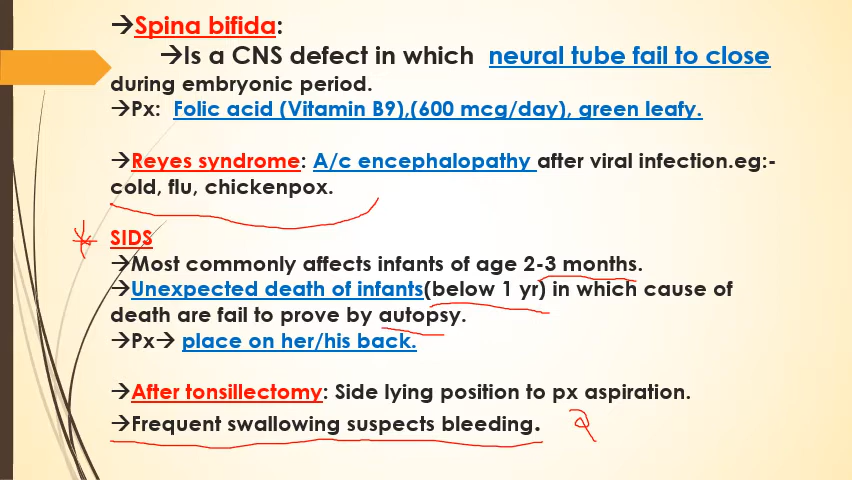 →Spina bifida:
→Is a CNS defect in which neural tube fail to close
during embryonic period.
→Px: Folic acid (Vitamin B9),(600 mcg/day), green leafy.
→Reyes syndrome: A/c encephalopathy after viral infection.eg:-
cold, flu, chickenpox.
SIDS
→Most commonly affects infants of age 2-3 months.
→Unexpected death of infants(below 1 yr) in which cause of
death are fail to prove by autopsy.
→Px→ place on her/his back.
→After tonsillectomy: Side lying position to px aspiration.
→Frequent swallowing suspects bleeding.